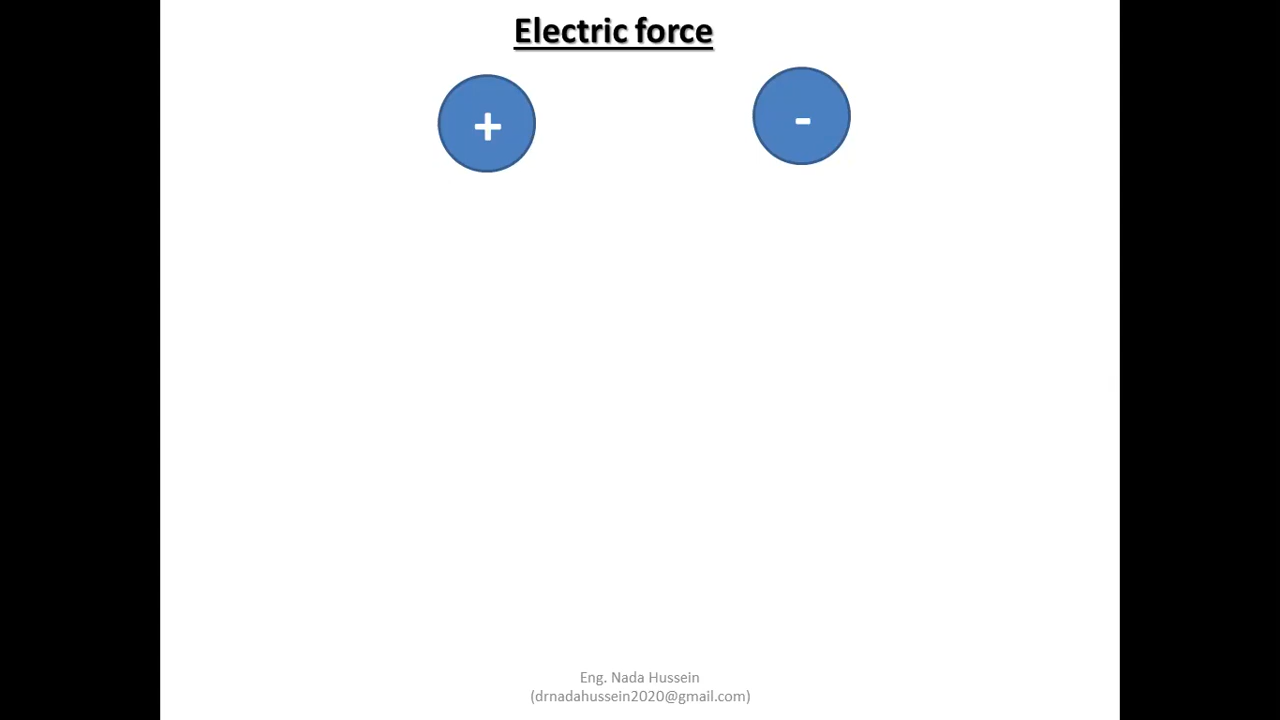 Electric force
+
-
Eng. Nada Hussein
(drnadahussein2020@gmail.com)